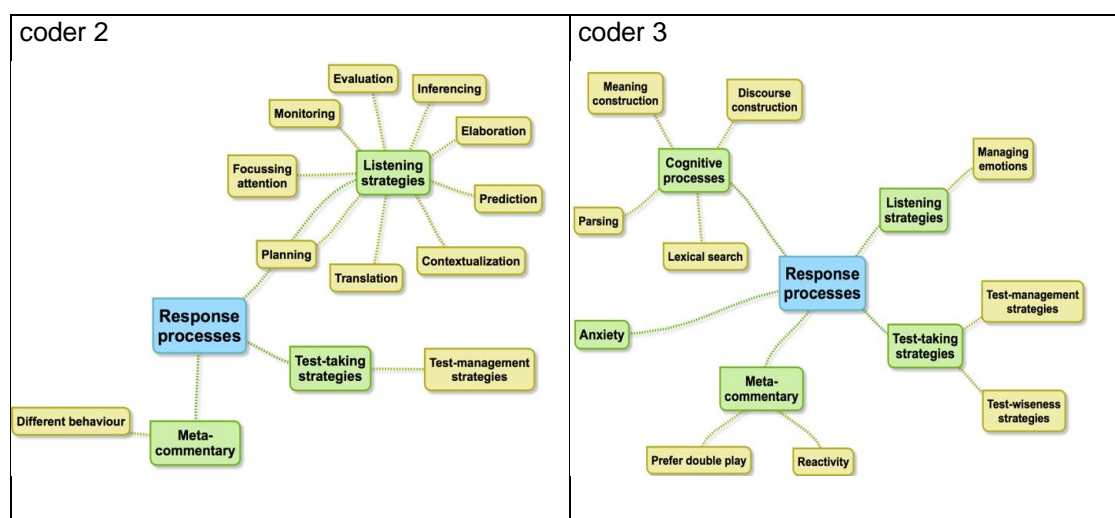 coder 2
Evaluation
Inferencing
Monitoring
Elaboration
Listening
strategies
Focussing
attention
Prediction
Planning
Contextualization
Translation
Response
processes
Test-taking
strategies
Test-management
strategies
Different behaviour
Meta-
commentary
coder 3
Meaning
construction
Discourse
construction
Cognitive
processes
Managing
emotions
Listening
strategies
Parsing
Lexical search
Response
processes
Test-management
strategies
Anxiety
Test-taking
strategies
Meta-
commentary
Test-wiseness
strategies
Prefer double play
Reactivity